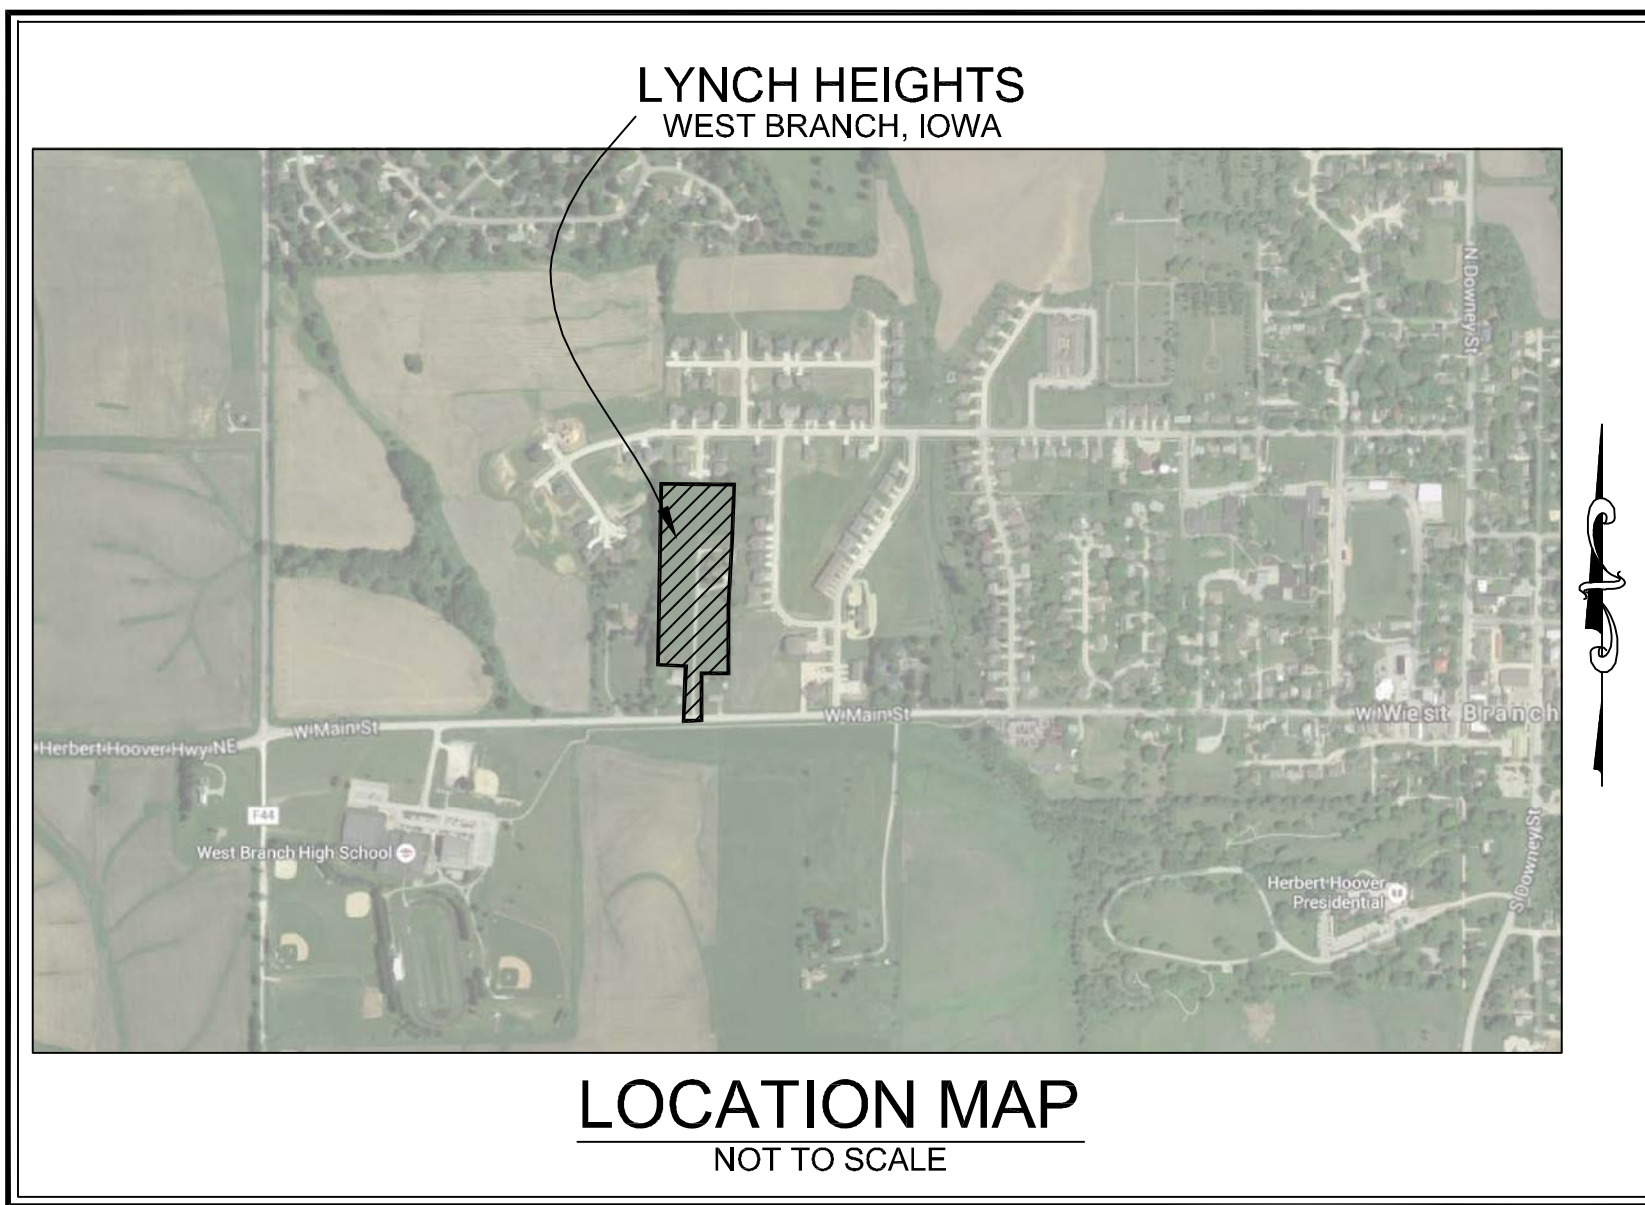 LYNCH HEIGHTS
WEST BRANCH, IOWA
N Downey St
W Main St
W Main St
West Branch
Herbert Hoover Hwy NE
F44
West Branch High School
Herbert Hoover
Presidential
S Downey St
LOCATION MAP
NOT TO SCALE